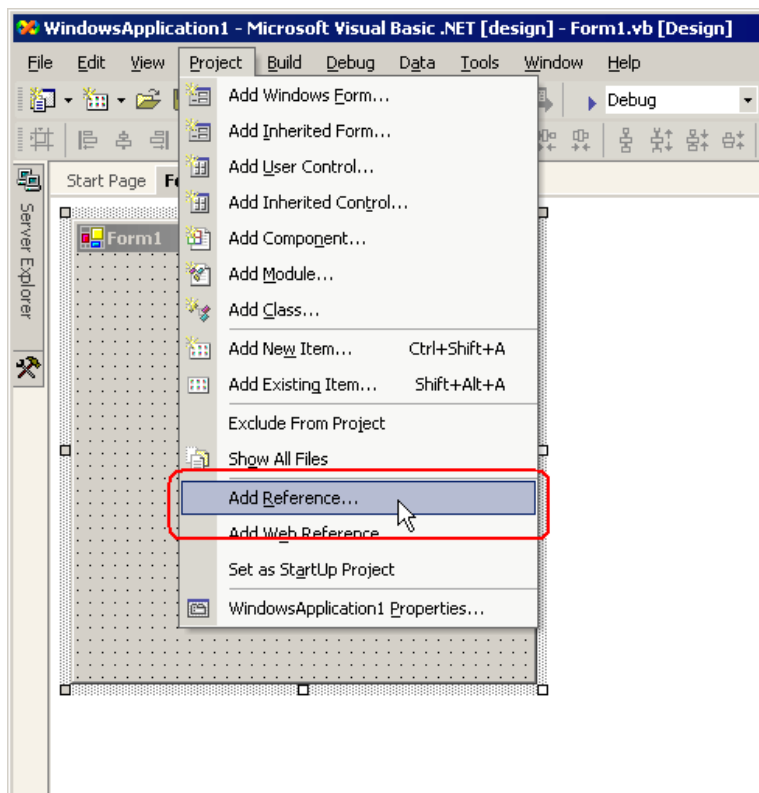 WindowsApplication1 - Microsoft Visual Basic .NET [design] - Form1.vb [Design]
File Edit View Project Build Debug Data Tools Window Help
Debug
Start Page Fo
Server Explorer
Form1
Add Windows Form...
Add Inherited Form...
Add User Control...
Add Inherited Control...
Add Component...
Add Module...
Add Class...
Add New Item... Ctrl+Shift+A
Add Existing Item... Shift+Alt+A
Exclude From Project
Show All Files
Add Reference...
Add Web Reference
Set as StartUp Project
WindowsApplication1 Properties...